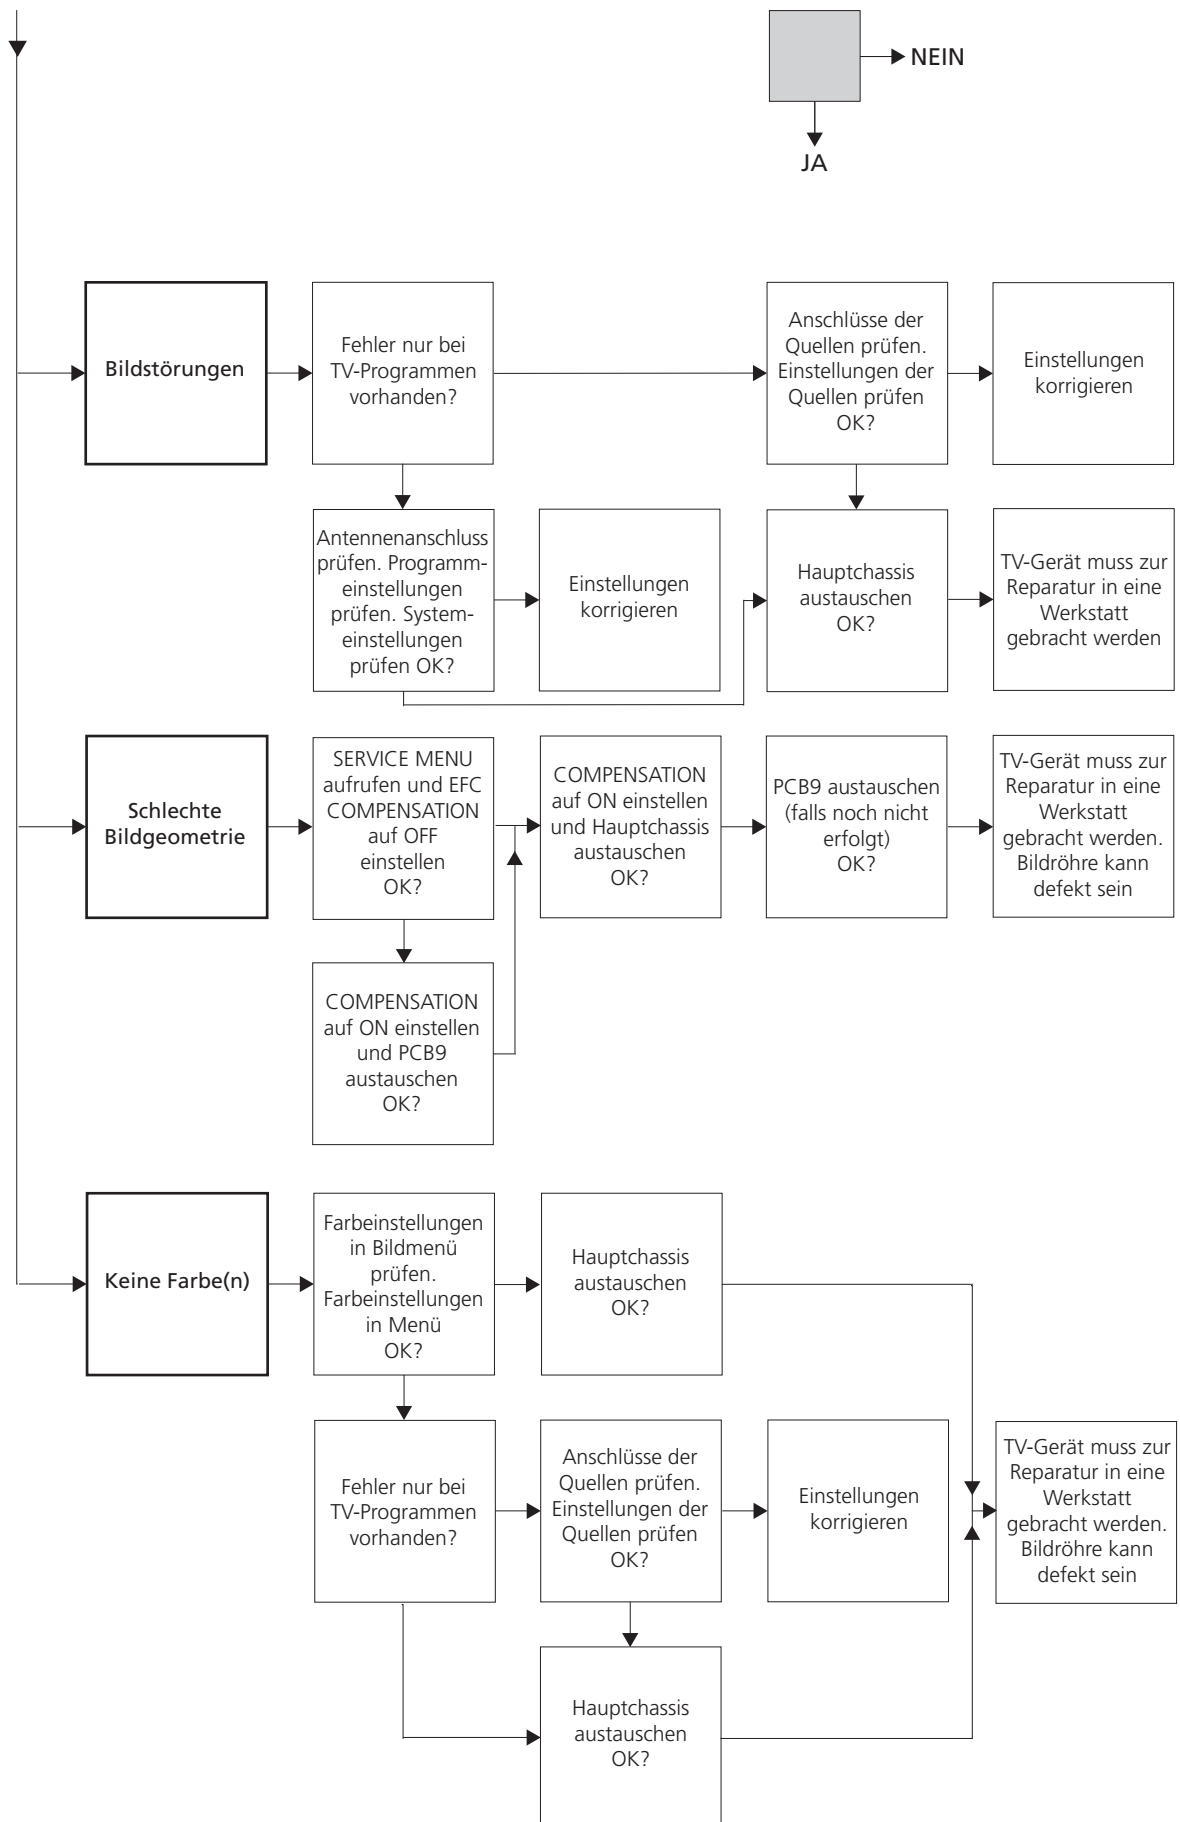 NEIN
JA
Bildstörungen
Fehler nur bei
TV-Programmen
vorhanden?
Anschlüsse der
Quellen prüfen.
Einstellungen der
Quellen prüfen
OK?
Einstellungen
korrigieren
Antennenanschluss
prüfen. Programm-
einstellungen
prüfen. System-
einstellungen
prüfen OK?
Einstellungen
korrigieren
Hauptchassis
austauschen
OK?
TV-Gerät muss zur
Reparatur in eine
Werkstatt
gebracht werden
Schlechte
Bildgeometrie
SERVICE MENU
aufrufen und EFC
COMPENSATION
auf OFF
einstellen
OK?
COMPENSATION
auf ON einstellen
und Hauptchassis
austauschen
OK?
PCB9 austauschen
(falls noch nicht
erfolgt)
OK?
TV-Gerät muss zur
Reparatur in eine
Werkstatt
gebracht werden.
Bildröhre kann
defekt sein
COMPENSATION
auf ON einstellen
und PCB9
austauschen
OK?
Keine Farbe(n)
Farbeinstellungen
in Bildmenü
prüfen.
Farbeinstellungen
in Menü
OK?
Hauptchassis
austauschen
OK?
Fehler nur bei
TV-Programmen
vorhanden?
Anschlüsse der
Quellen prüfen.
Einstellungen der
Quellen prüfen
OK?
Einstellungen
korrigieren
TV-Gerät muss zur
Reparatur in eine
Werkstatt
gebracht werden.
Bildröhre kann
defekt sein
Hauptchassis
austauschen
OK?